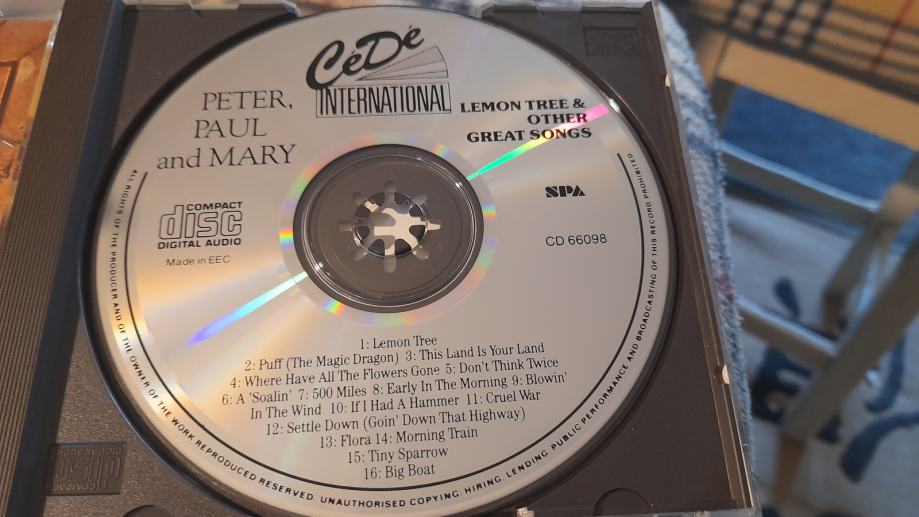 CéDé
INTERNATIONAL
PETER,
PAUL
and MARY
LEMON TREE &
OTHER
GREAT SONGS
COMPACT
disc
DIGITAL AUDIO
Made in EEC
SPA
CD 66098
1: Lemon Tree
2: Puff (The Magic Dragon) 3: This Land Is Your Land
4: Where Have All The Flowers Gone 5: Don't Think Twice
6: A 'Soalin' 7: 500 Miles 8: Early In The Morning 9: Blowin'
In The Wind 10: If I Had A Hammer 11: Cruel War
12: Settle Down (Goin' Down That Highway)
13: Flora 14: Morning Train
15: Tiny Sparrow
16: Big Boat
ALL RIGHTS OF THE PRODUCER AND OF THE OWNER OF THE WORK REPRODUCED RESERVED. UNAUTHORISED COPYING, HIRING, LENDING, PUBLIC PERFORMANCE AND BROADCASTING OF THIS RECORD PROHIBITED
COMPACT
disc
DIGITAL AUDIO